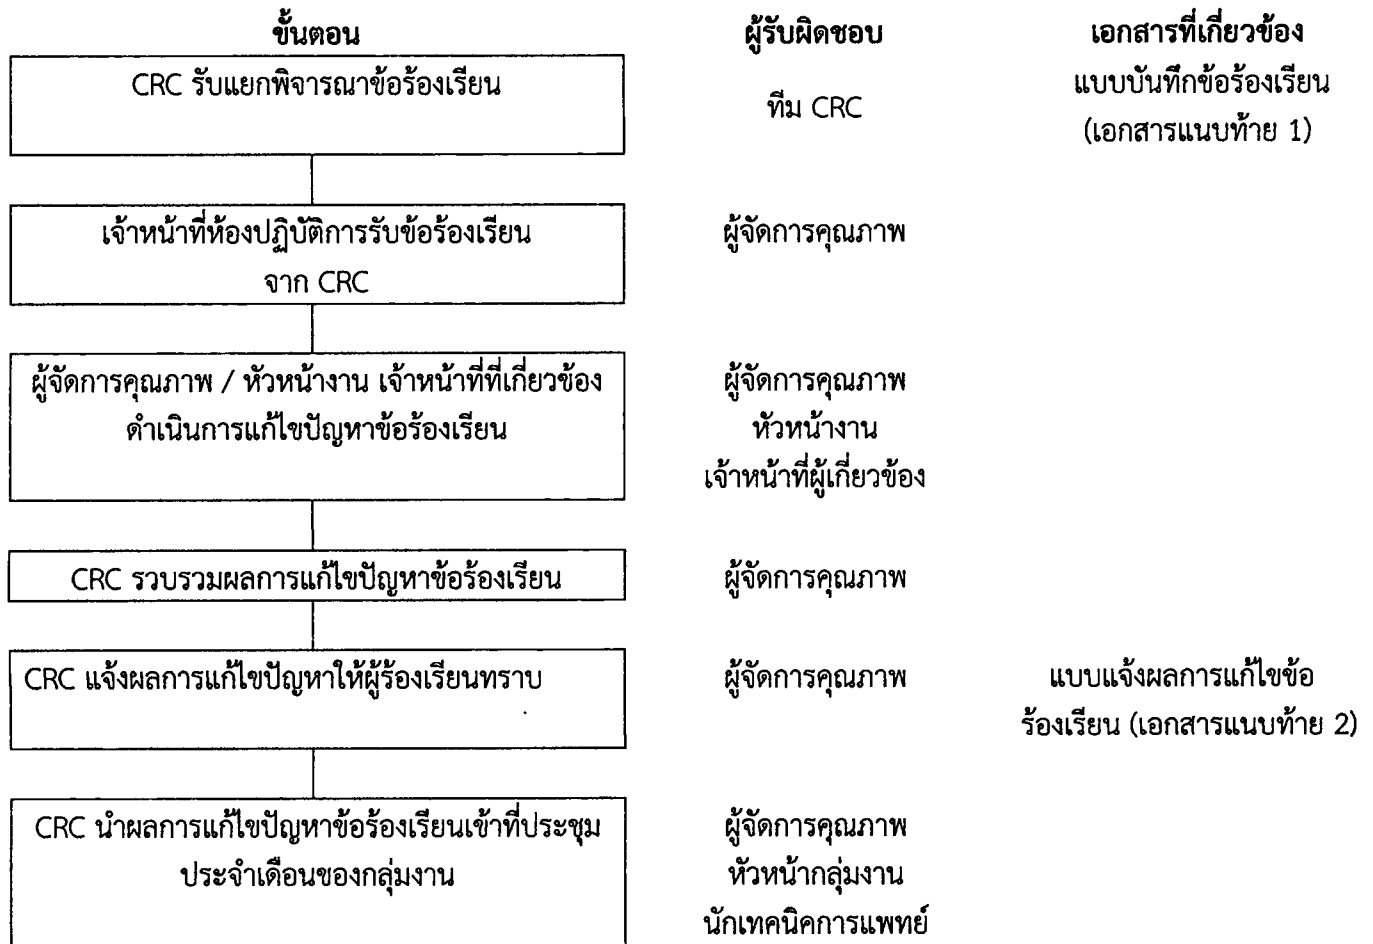 ขั้นตอน ผู้รับผิดชอบ เอกสารที่เกี่ยวข้อง
CRC รับแยกพิจารณาข้อร้องเรียน
ทีม CRC
แบบบันทึกข้อร้องเรียน
(เอกสารแนบท้าย 1)
เจ้าหน้าที่ห้องปฏิบัติการรับข้อร้องเรียน
จาก CRC
ผู้จัดการคุณภาพ
ผู้จัดการคุณภาพ / หัวหน้างาน เจ้าหน้าที่ที่เกี่ยวข้อง
ดำเนินการแก้ไขปัญหาข้อร้องเรียน
ผู้จัดการคุณภาพ
หัวหน้างาน
เจ้าหน้าที่ผู้เกี่ยวข้อง
CRC รวบรวมผลการแก้ไขปัญหาข้อร้องเรียน
ผู้จัดการคุณภาพ
CRC แจ้งผลการแก้ไขปัญหาให้ผู้ร้องเรียนทราบ
ผู้จัดการคุณภาพ
แบบแจ้งผลการแก้ไขข้อ
ร้องเรียน (เอกสารแนบท้าย 2)
CRC นำผลการแก้ไขปัญหาข้อร้องเรียนเข้าที่ประชุม
ประจำเดือนของกลุ่มงาน
ผู้จัดการคุณภาพ
หัวหน้ากลุ่มงาน
นักเทคนิคการแพทย์